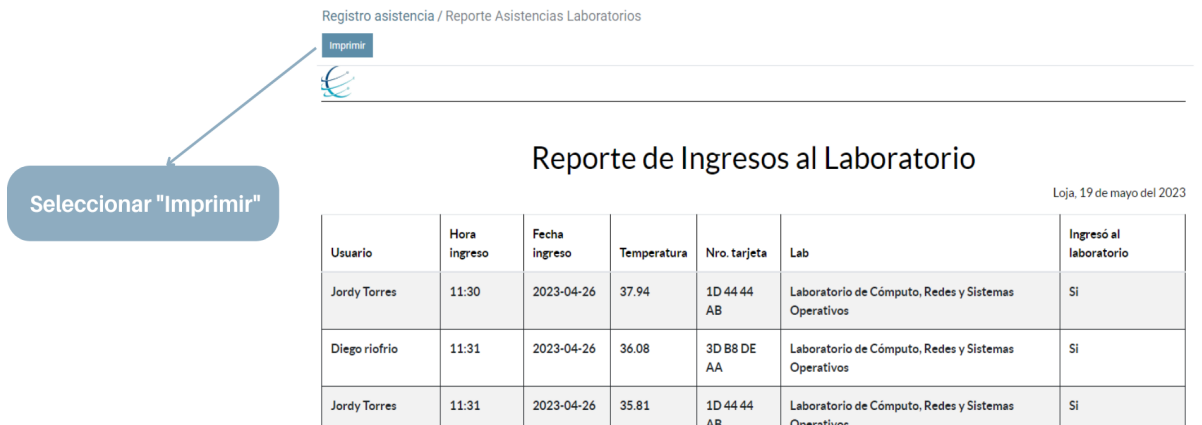 Registro asistencia / Reporte Asistencias Laboratorios
Imprimir
Seleccionar "Imprimir"
Reporte de Ingresos al Laboratorio
Loja, 19 de mayo del 2023
Usuario Hora ingreso Fecha ingreso Temperatura Nro. tarjeta Lab Ingresó al laboratorio
Jordy Torres 11:30 2023-04-26 37.94 1D 44 44 AB Laboratorio de Cómputo, Redes y Sistemas Operativos Si
Diego riofrio 11:31 2023-04-26 36.08 3D B8 DE AA Laboratorio de Cómputo, Redes y Sistemas Operativos Si
Jordy Torres 11:31 2023-04-26 35.81 1D 44 44 AB Laboratorio de Cómputo, Redes y Sistemas Operativos Si